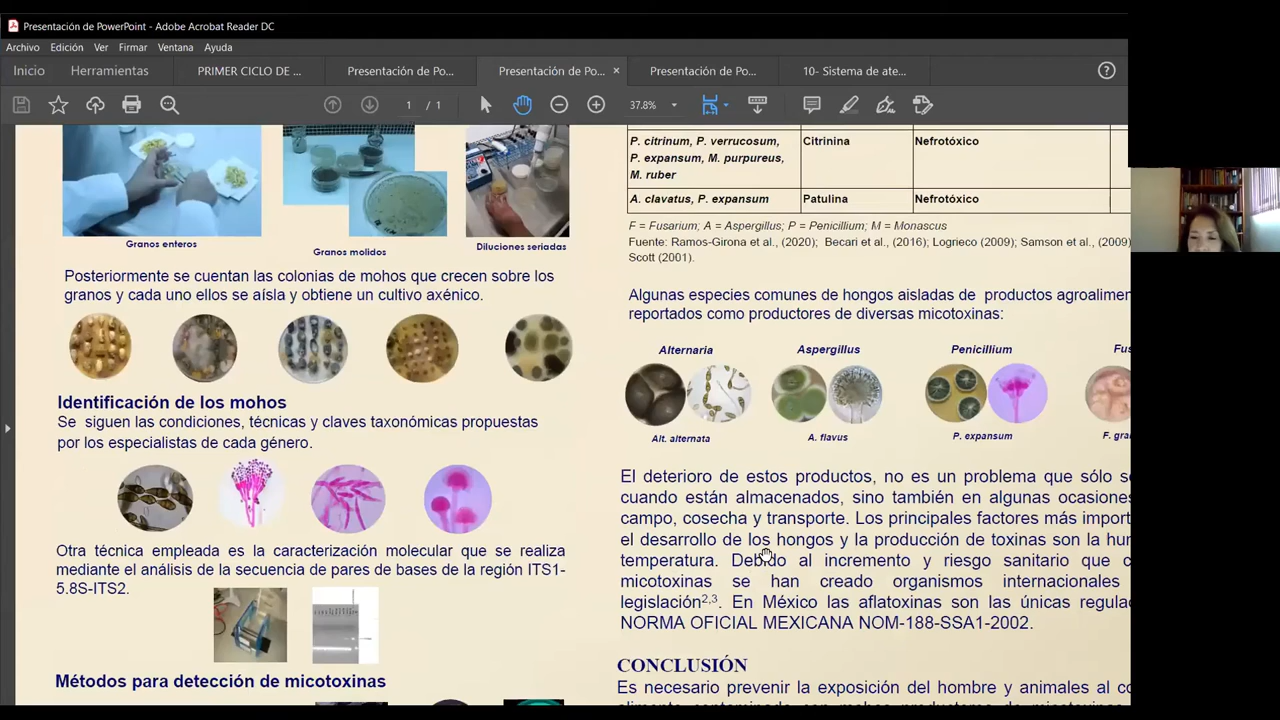 Presentación de PowerPoint - Adobe Acrobat Reader DC
Archivo Edición Ver Firmar Ventana Ayuda
Inicio Herramientas PRIMER CICLO DE ... Presentación de Po... Presentación de Po... × Presentación de Po... 10- Sistema de ate...
1 / 1 37.8%
Granos enteros
Granos molidos
Diluciones seriadas
Posteriormente se cuentan las colonias de mohos que crecen sobre los
granos y cada uno ellos se aísla y obtiene un cultivo axénico.
Identificación de los mohos
Se siguen las condiciones, técnicas y claves taxonómicas propuestas
por los especialistas de cada género.
Otra técnica empleada es la caracterización molecular que se realiza
mediante el análisis de la secuencia de pares de bases de la región ITS1-
5.8S-ITS2.
Métodos para detección de micotoxinas
P. citrinum, P. verrucosum,
P. expansum, M. purpureus,
M. ruber
Citrinina
Nefrotóxico
A. clavatus, P. expansum
Patulina
Nefrotóxico
F = Fusarium; A = Aspergillus; P = Penicillium; M = Monascus
Fuente: Ramos-Girona et al., (2020); Becari et al., (2016); Logrieco (2009); Samson et al., (2009)
Scott (2001).
Algunas especies comunes de hongos aisladas de productos agroalimen
reportados como productores de diversas micotoxinas:
Alternaria Aspergillus Penicillium Fus
Alt. alternata A. flavus P. expansum F. gra
El deterioro de estos productos, no es un problema que sólo s
cuando están almacenados, sino también en algunas ocasiones
campo, cosecha y transporte. Los principales factores más import
el desarrollo de los hongos y la producción de toxinas son la hum
temperatura. Debido al incremento y riesgo sanitario que c
micotoxinas se han creado organismos internacionales
legislación2,3. En México las aflatoxinas son las únicas regula
NORMA OFICIAL MEXICANA NOM-188-SSA1-2002.
CONCLUSIÓN
Es necesario prevenir la exposición del hombre y animales al co